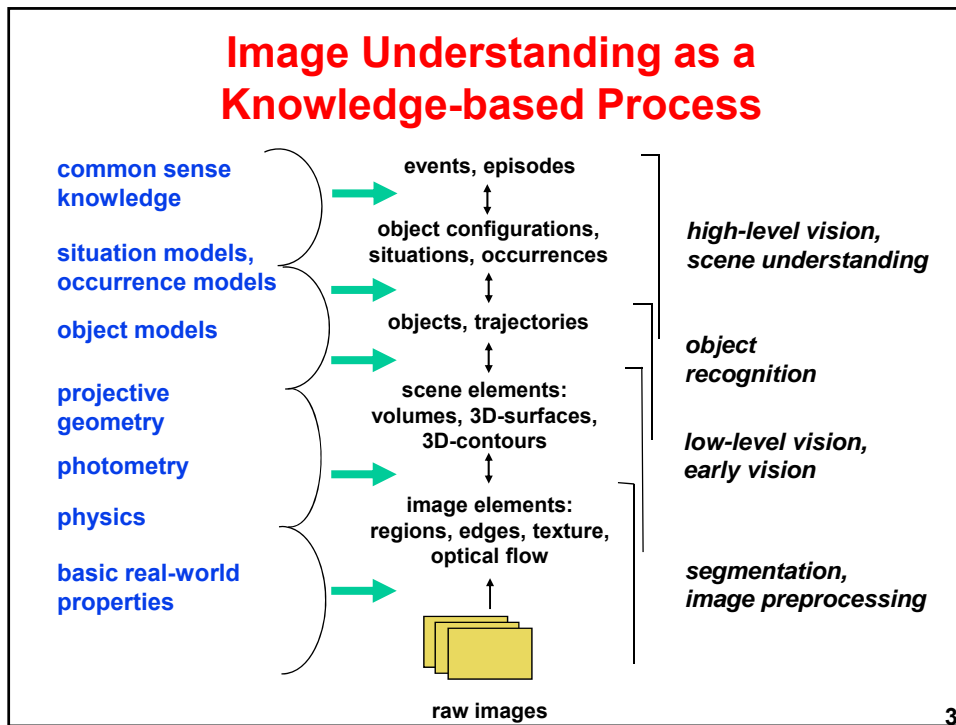 Image Understanding as a
Knowledge-based Process
common sense
knowledge
situation models,
occurrence models
object models
projective
geometry
photometry
physics
basic real-world
properties
events, episodes
object configurations,
situations, occurrences
objects, trajectories
scene elements:
volumes, 3D-surfaces,
3D-contours
image elements:
regions, edges, texture,
optical flow
raw images
high-level vision,
scene understanding
object
recognition
low-level vision,
early vision
segmentation,
image preprocessing
3